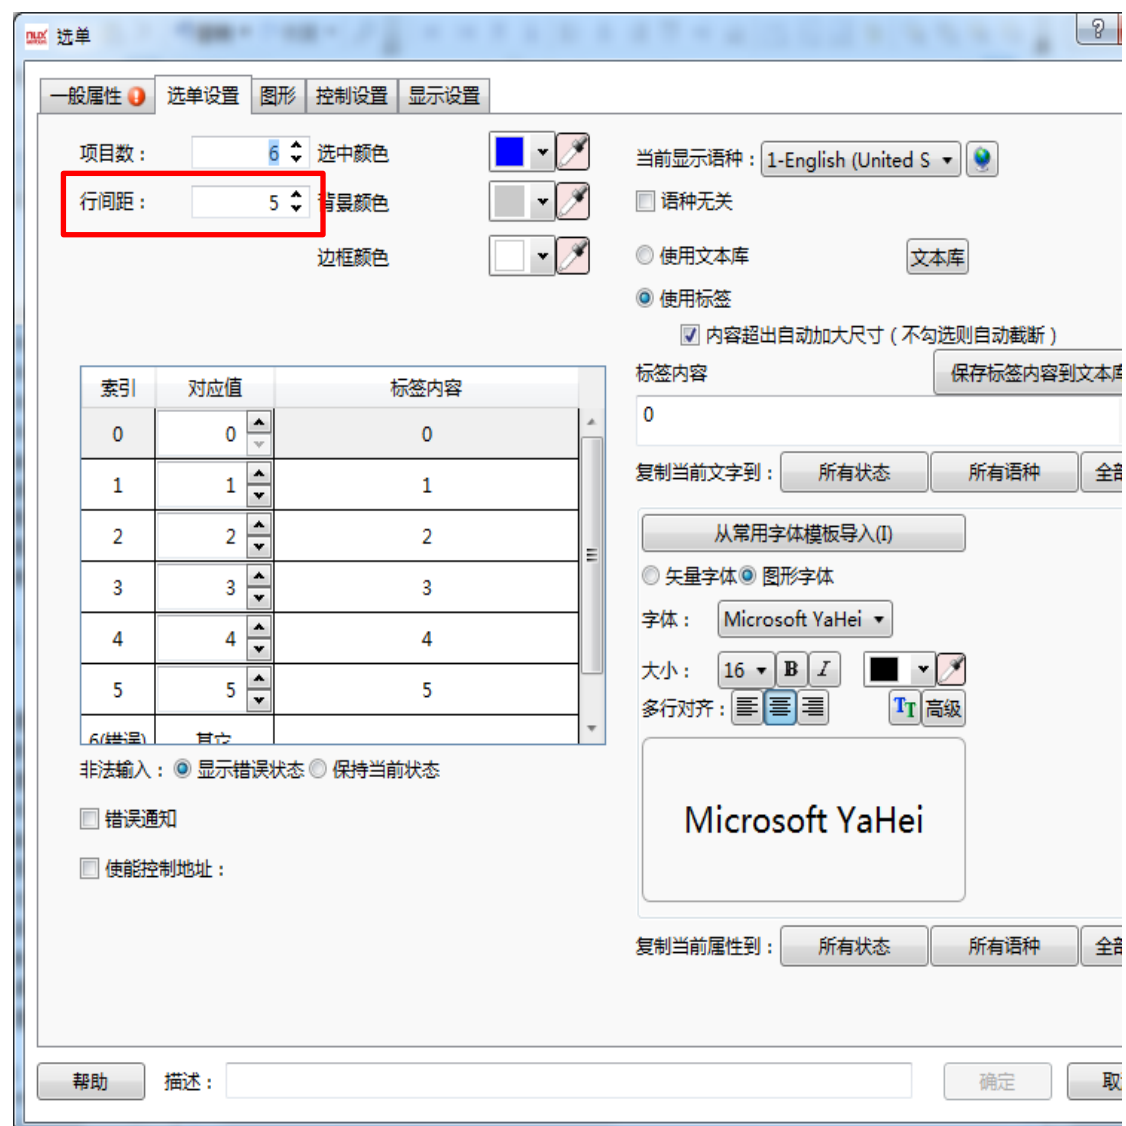 选单
?
一般属性 选单设置 图形 控制设置 显示设置
项目数： 6 选中颜色
行间距： 5 背景颜色
边框颜色
当前显示语种： 1-English (United S
语种无关
使用文本库 文本库
使用标签
内容超出自动加大尺寸（不勾选则自动截断）
标签内容 保存标签内容到文本库
0
复制当前文字到： 所有状态 所有语种 全部
索引 对应值 标签内容
0 0 0
1 1 1
2 2 2
3 3 3
4 4 4
5 5 5
6(错误) 其它
非法输入： 显示错误状态 保持当前状态
错误通知
使能控制地址：
从常用字体模板导入(I)
矢量字体 图形字体
字体： Microsoft YaHei
大小： 16 B I
多行对齐： TT 高级
Microsoft YaHei
复制当前属性到： 所有状态 所有语种 全部
帮助 描述： 确定 取